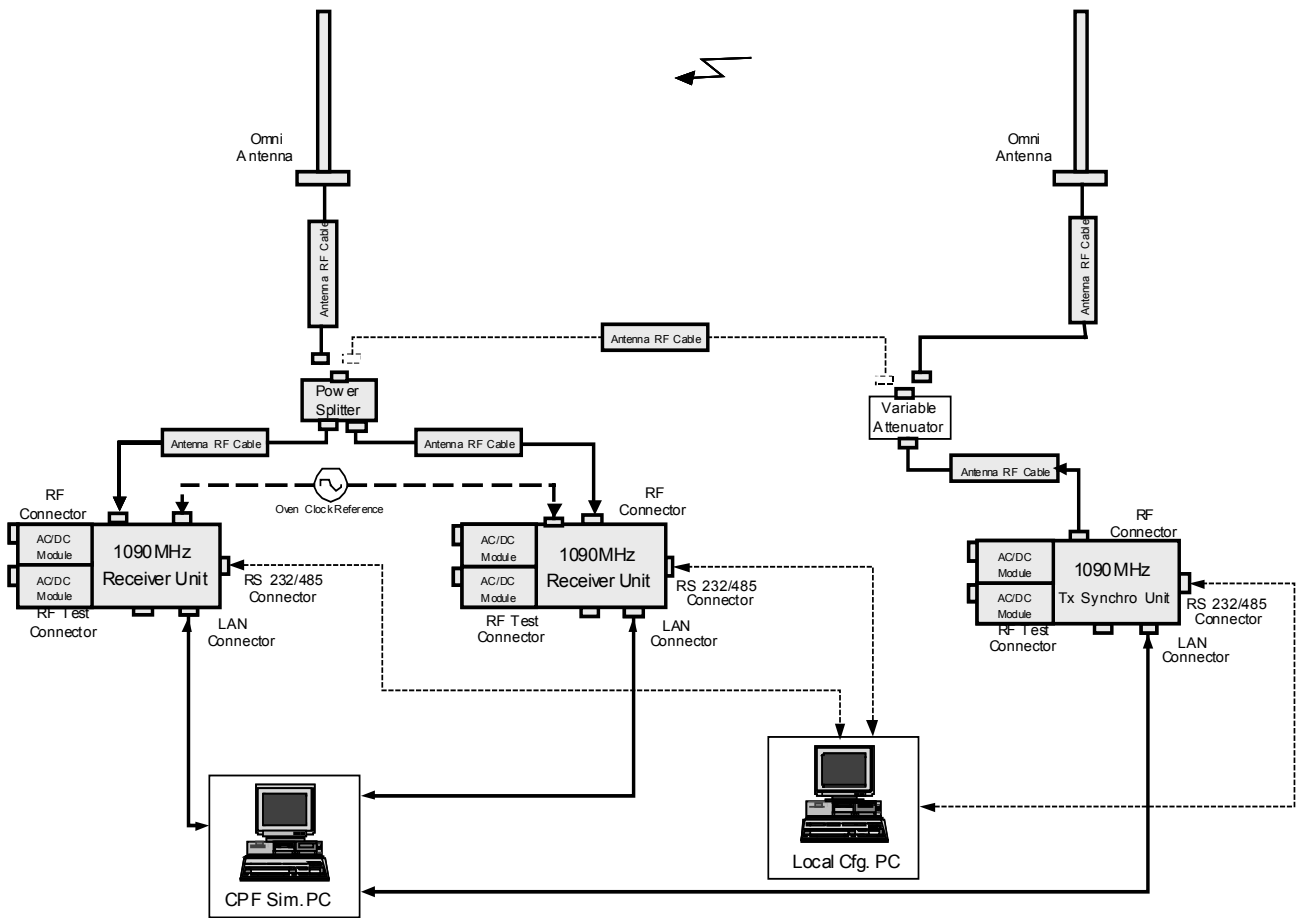 Omni
Antenna
Omni
Antenna
Antenna RF Cable
Antenna RF Cable
Antenna RF Cable
Power
Splitter
Variable
Attenuator
Antenna RF Cable
Antenna RF Cable
Antenna RF Cable
Oven Clock Reference
RF
Connector
AC/DC
Module
AC/DC
Module
1090MHz
Receiver Unit
RS 232/485
Connector
RF Test
Connector
LAN
Connector
RF
Connector
AC/DC
Module
AC/DC
Module
1090MHz
Receiver Unit
RS 232/485
Connector
RF Test
Connector
LAN
Connector
RF
Connector
AC/DC
Module
AC/DC
Module
1090MHz
Tx Synchro Unit
RS 232/485
Connector
RF Test
Connector
LAN
Connector
CPF Sim. PC
Local Cfg. PC